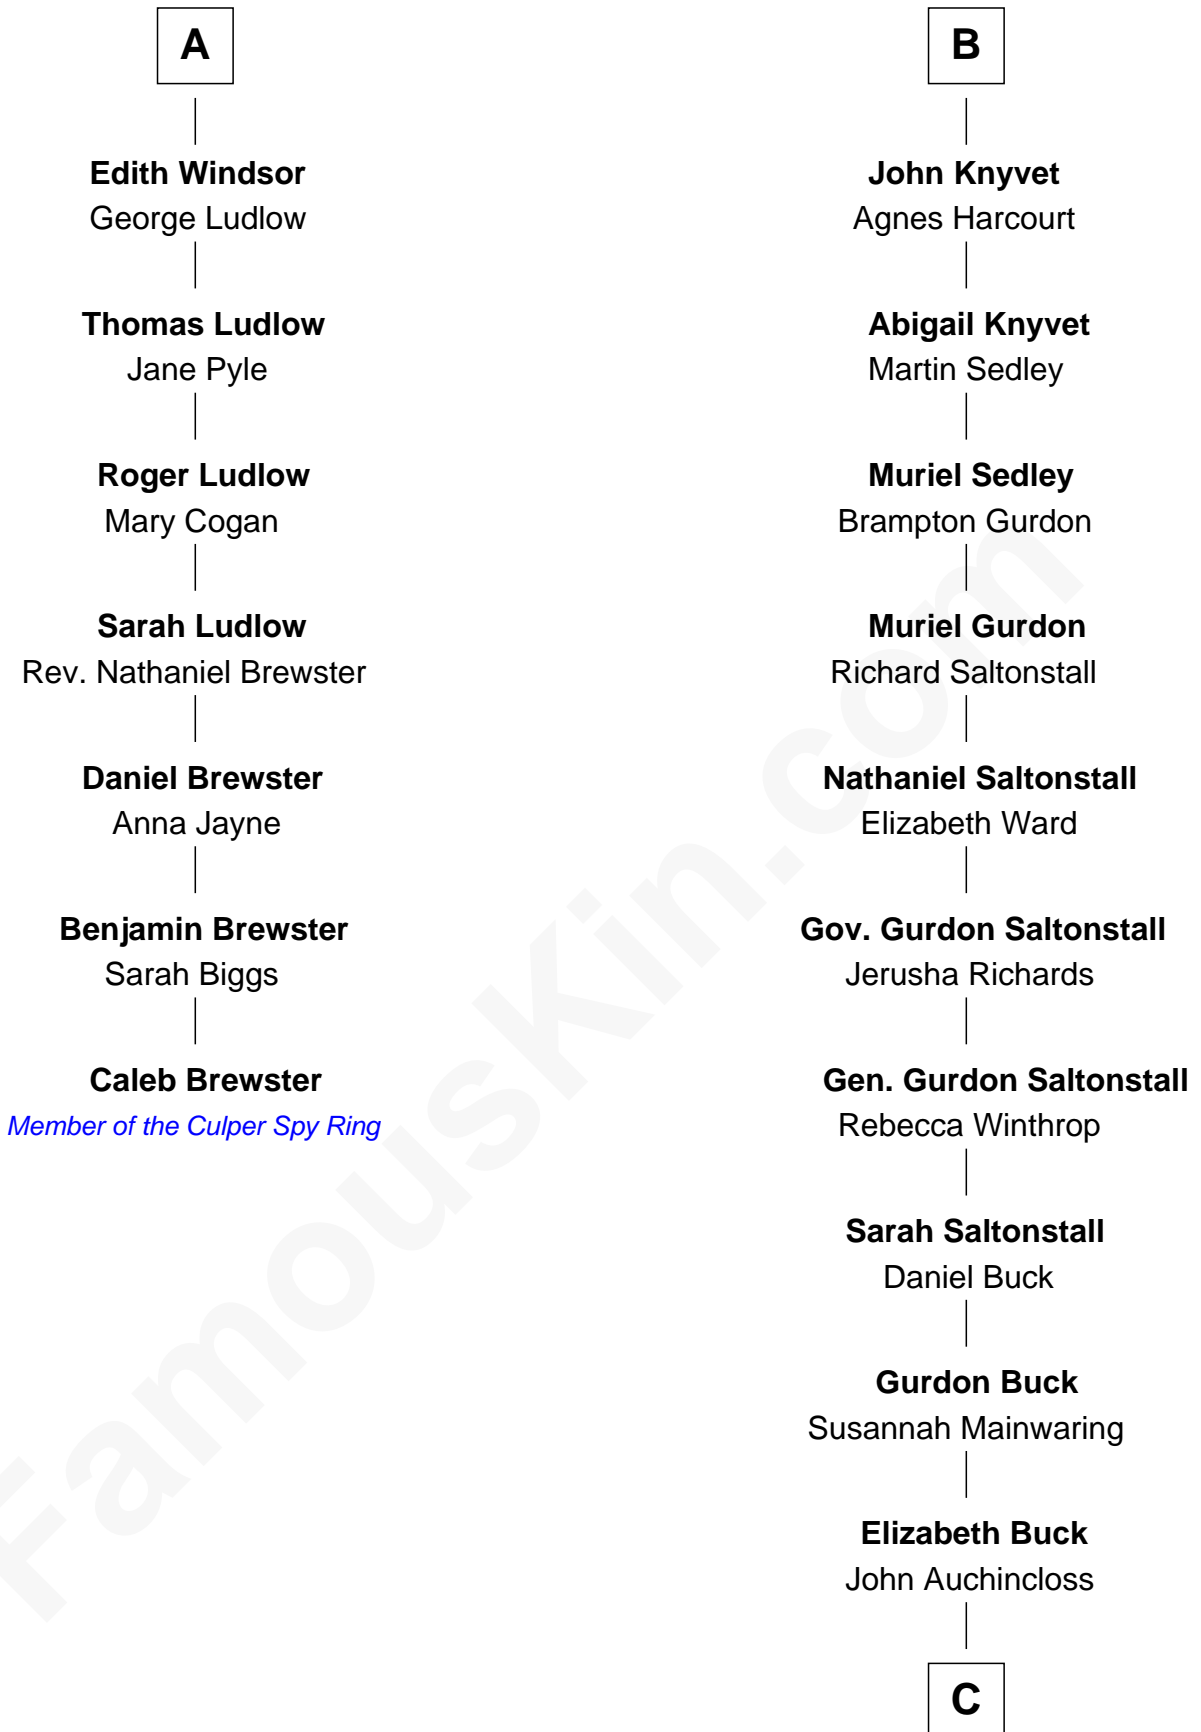 A
Edith Windsor
George Ludlow
Thomas Ludlow
Jane Pyle
Roger Ludlow
Mary Cogan
Sarah Ludlow
Rev. Nathaniel Brewster
Daniel Brewster
Anna Jayne
Benjamin Brewster
Sarah Biggs
Caleb Brewster
Member of the Culper Spy Ring
B
John Knyvet
Agnes Harcourt
Abigail Knyvet
Martin Sedley
Muriel Sedley
Brampton Gurdon
Muriel Gurdon
Richard Saltonstall
Nathaniel Saltonstall
Elizabeth Ward
Gov. Gurdon Saltonstall
Jerusha Richards
Gen. Gurdon Saltonstall
Rebecca Winthrop
Sarah Saltonstall
Daniel Buck
Gurdon Buck
Susannah Mainwaring
Elizabeth Buck
John Auchincloss
C
FamousKin.com